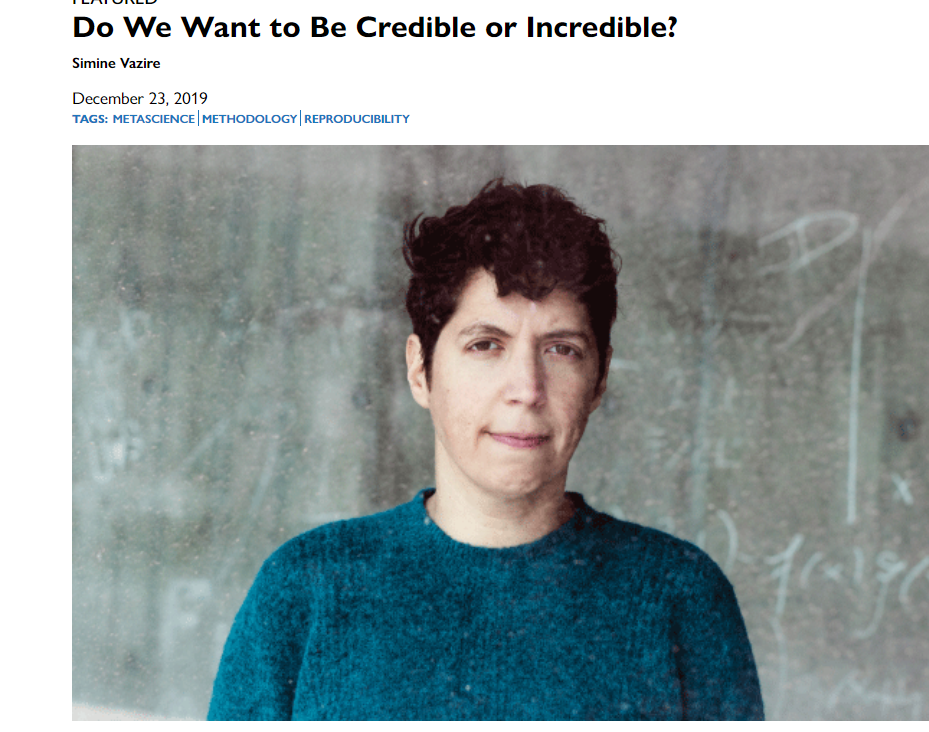 FEATURED
Do We Want to Be Credible or Incredible?
Simine Vazire
December 23, 2019
TAGS: METASCIENCE | METHODOLOGY | REPRODUCIBILITY
D
x
f(x)g(